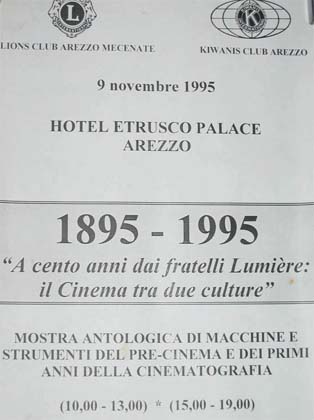 LIONS CLUB AREZZO MECENATE
KIWANIS CLUB AREZZO
9 novembre 1995
HOTEL ETRUSCO PALACE
AREZZO
1895 - 1995
"A cento anni dai fratelli Lumière:
il Cinema tra due culture"
MOSTRA ANTOLOGICA DI MACCHINE E
STRUMENTI DEL PRE-CINEMA E DEI PRIMI
ANNI DELLA CINEMATOGRAFIA
(10,00 - 13,00) * (15,00 - 19,00)